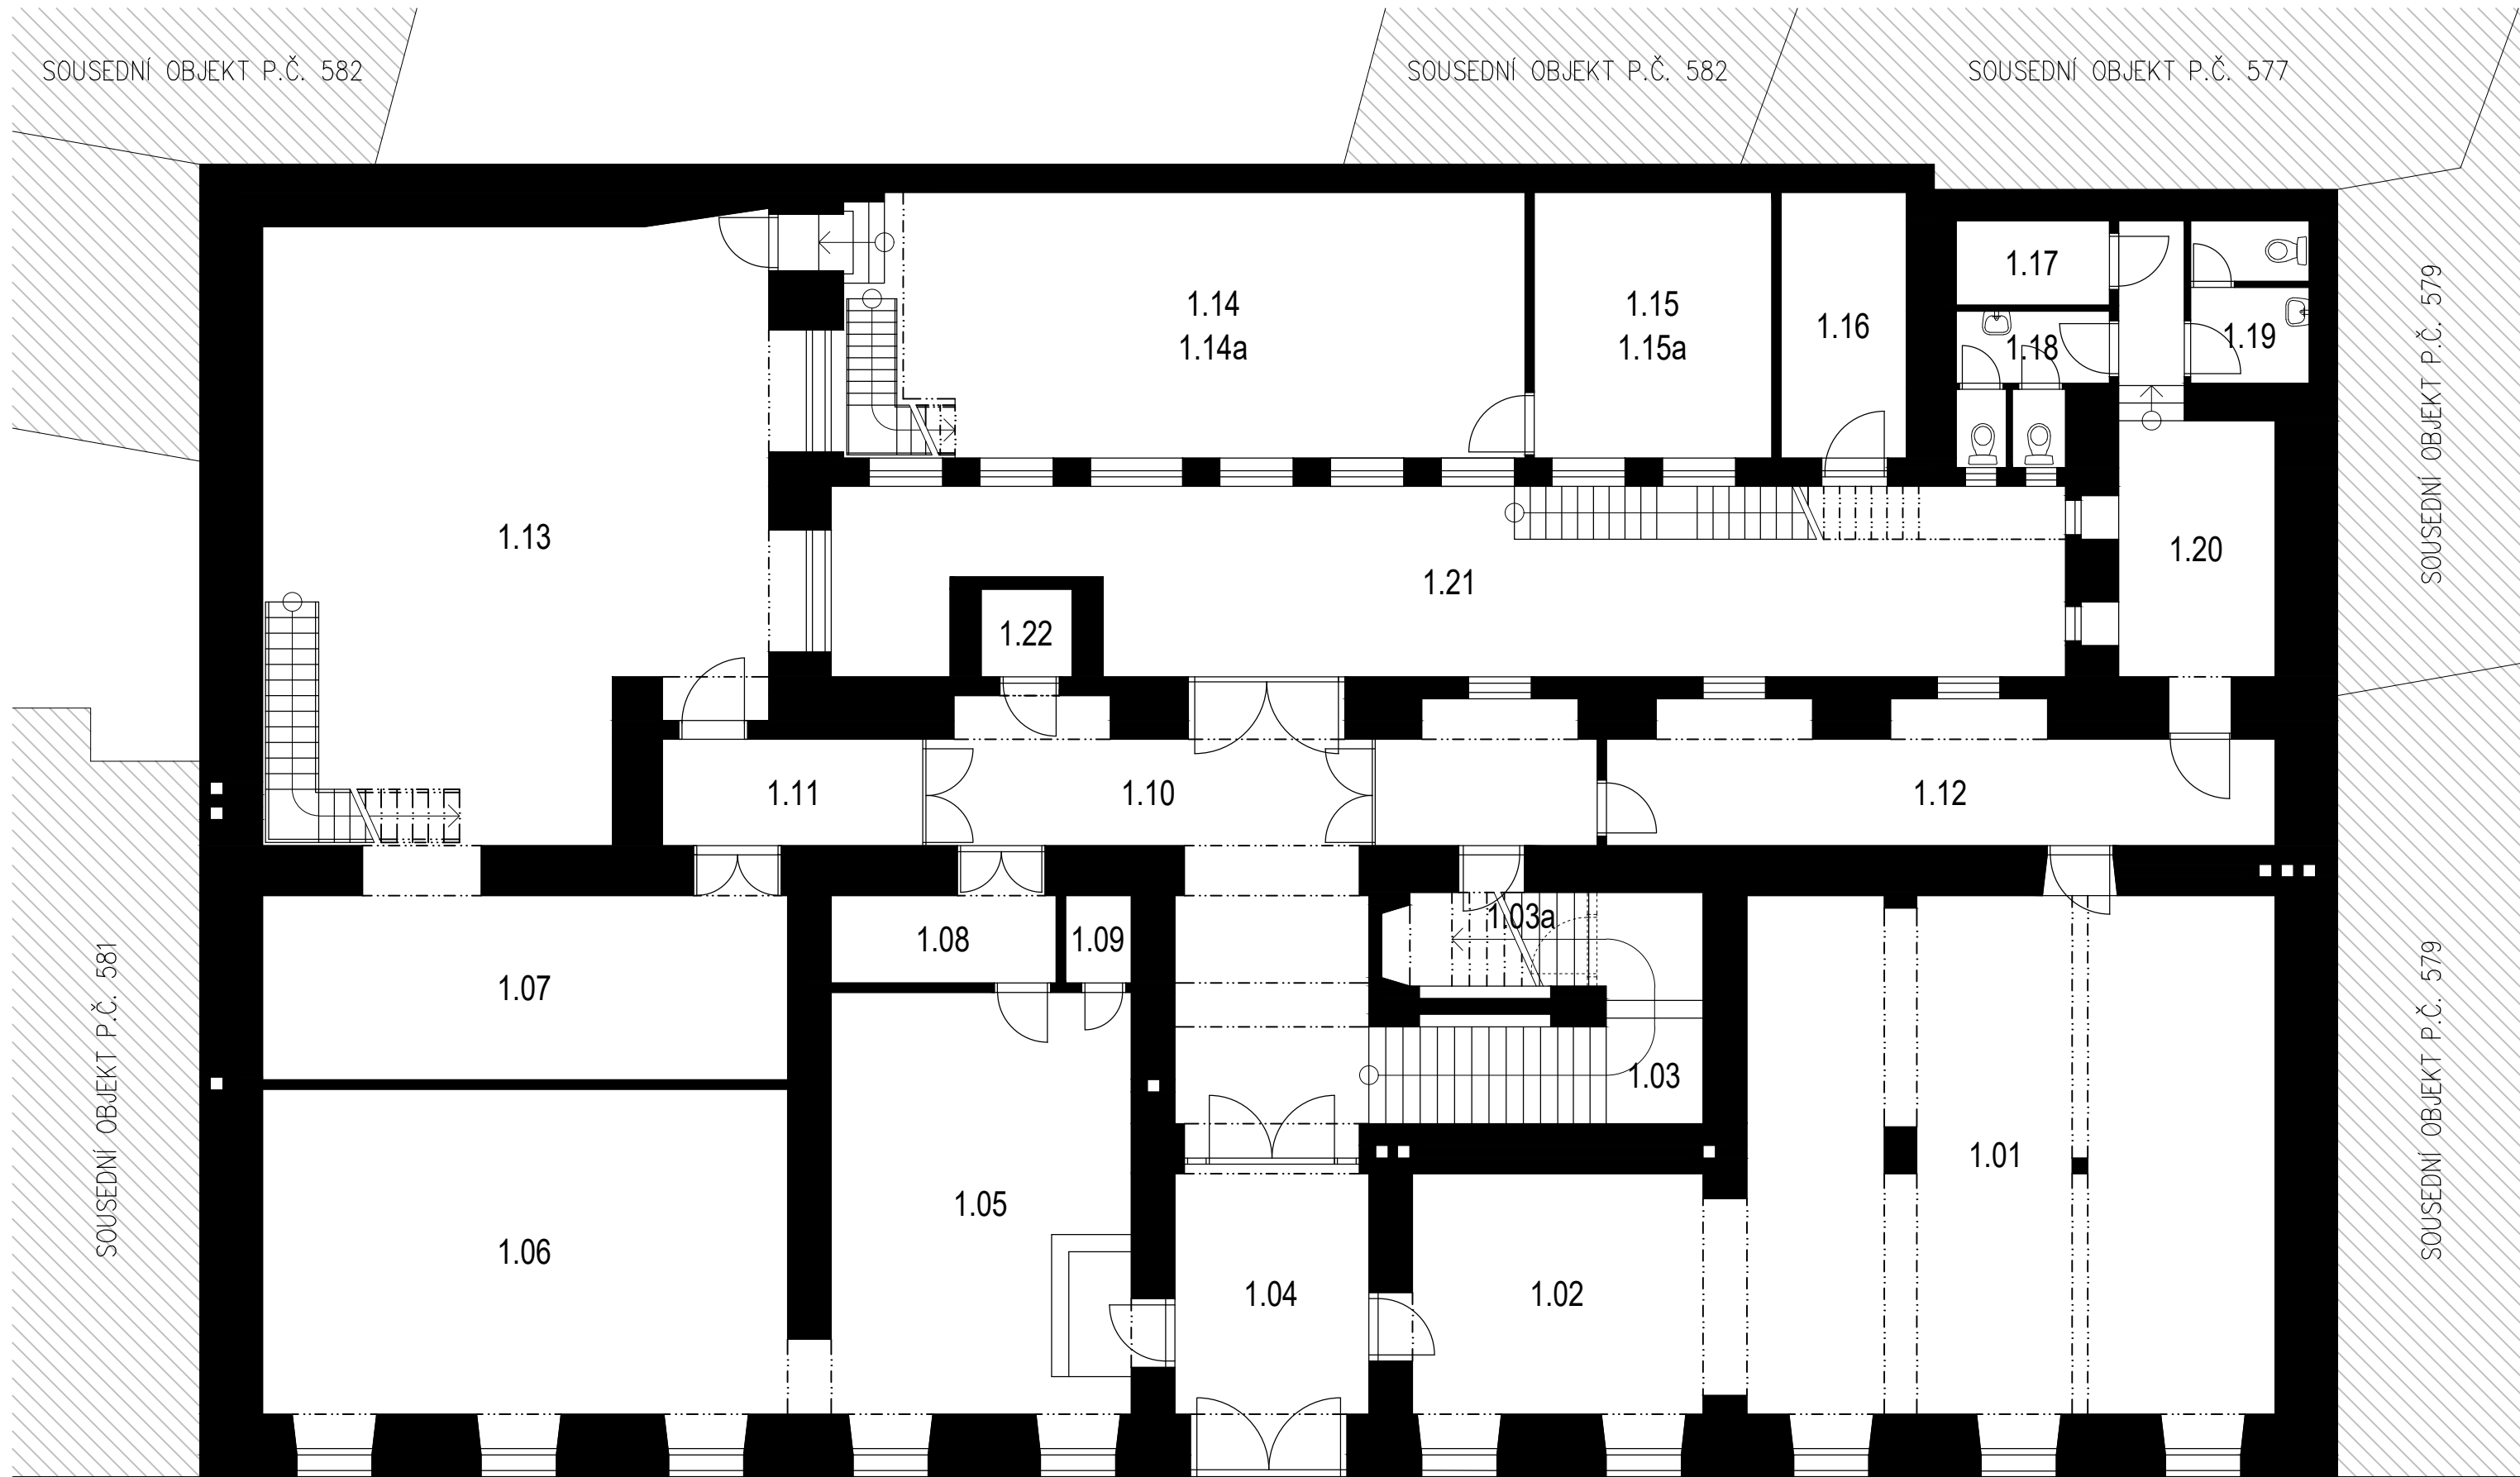 SOUSEDNÍ OBJEKT P.Č. 582
SOUSEDNÍ OBJEKT P.Č. 582
SOUSEDNÍ OBJEKT P.Č. 577
1.17
SOUSEDNÍ OBJEKT P.Č. 579
1.14
1.14a
1.15
1.15a
1.16
1.18
1.19
1.13
1.21
1.20
1.22
1.11
1.10
1.12
1.03a
1.08
1.09
1.07
SOUSEDNÍ OBJEKT P.Č. 581
SOUSEDNÍ OBJEKT P.Č. 579
1.03
1.01
1.05
1.06
1.04
1.02